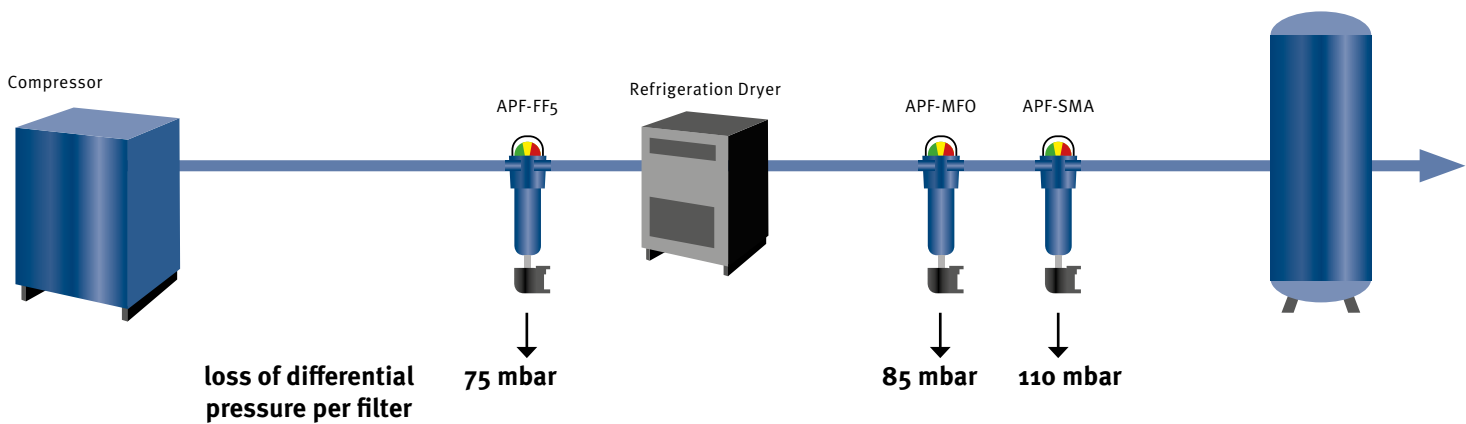 Compressor
APF-FF5
Refrigeration Dryer
APF-MFO
APF-SMA
loss of differential
pressure per filter
75 mbar
85 mbar
110 mbar